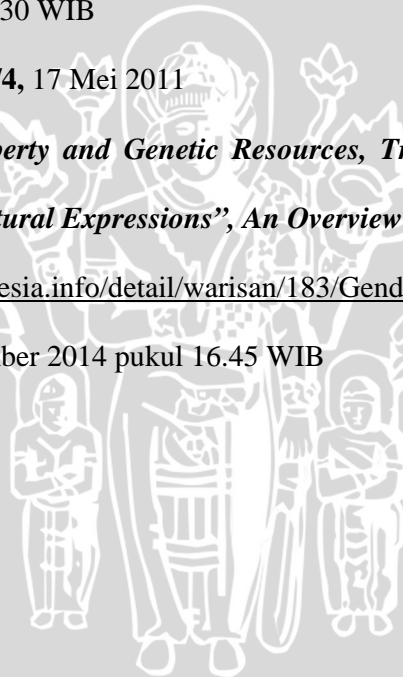 30 WIB
/4, 17 Mei 2011
perty and Genetic Resources, Tr
tural Expressions”, An Overview
esia.info/detail/warisan/183/Gend
ber 2014 pukul 16.45 WIB